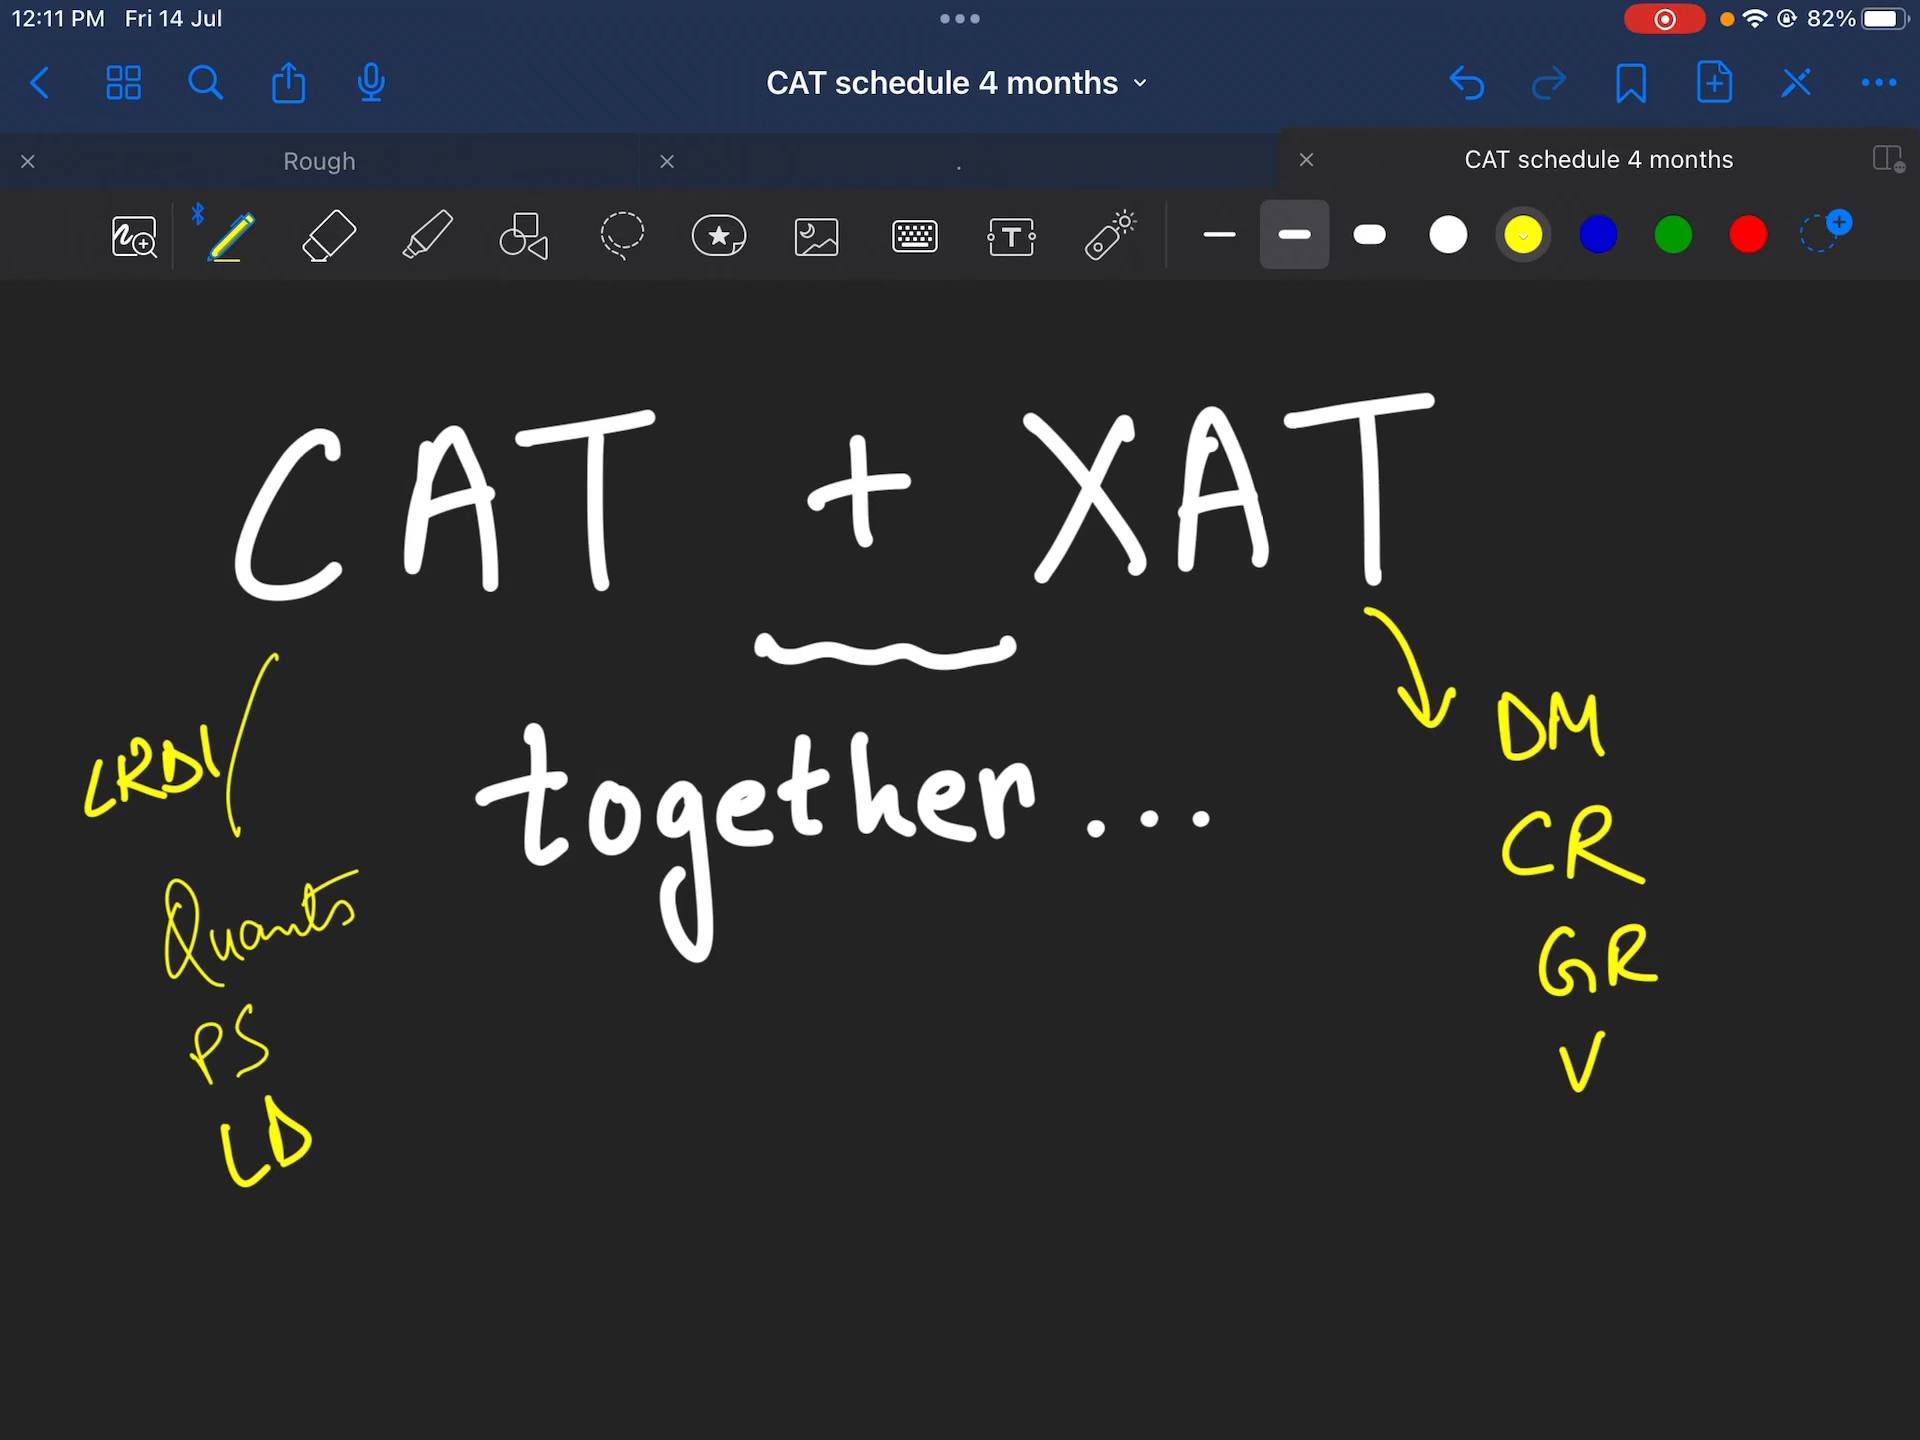 12:11 PM Fri 14 Jul
82%
CAT schedule 4 months
Rough
.
CAT schedule 4 months
T
CAT + XAT
together...
LRDI
Quants
PS
LD
DM
CR
GR
V